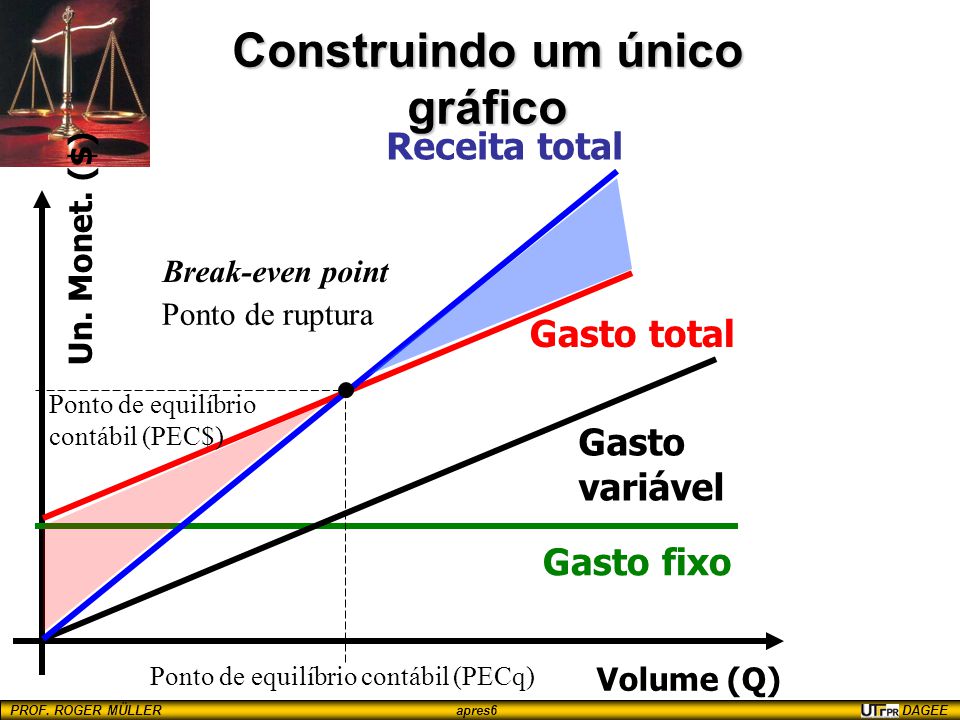 Construindo um único
gráfico
Receita total
Un. Monet. ($)
Break-even point
Ponto de ruptura
Gasto total
Ponto de equilíbrio
contábil (PEC$)
Gasto
variável
Gasto fixo
Ponto de equilíbrio contábil (PECq)
Volume (Q)
PROF. ROGER MÜLLER apres6 UTFPR DAGEE